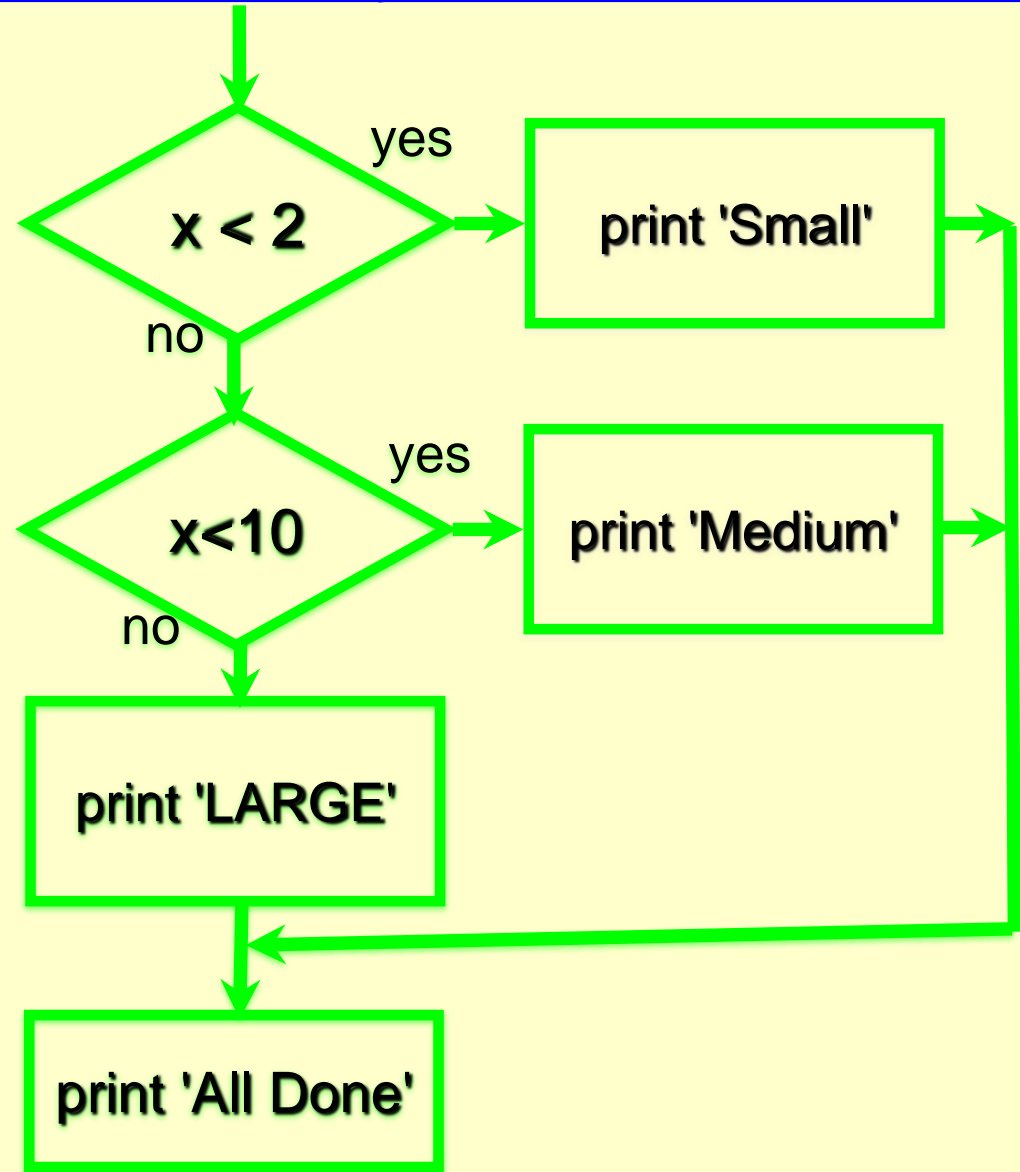 yes
x < 2
print 'Small'
no
yes
x<10
print 'Medium'
no
print 'LARGE'
print 'All Done'